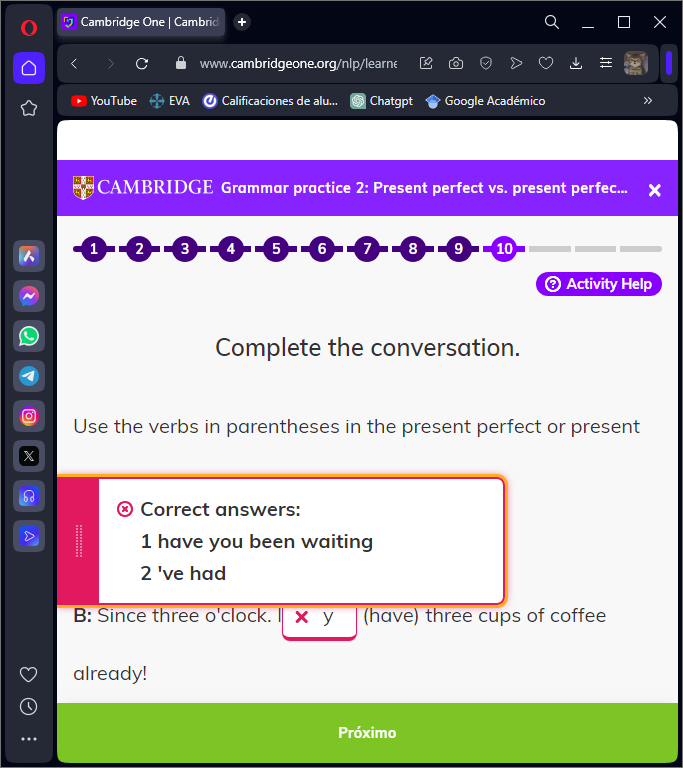 Cambridge One | Cambrid
www.cambridgeone.org/nlp/learne
YouTube
EVA
Calificaciones de alu...
Chatgpt
Google Académico
CAMBRIDGE
Grammar practice 2: Present perfect vs. present perfec...
1 2 3 4 5 6 7 8 9 10
Activity Help
Complete the conversation.
Use the verbs in parentheses in the present perfect or present
Correct answers:
1 have you been waiting
2 've had
B: Since three o'clock. I y (have) three cups of coffee
already!
Próximo